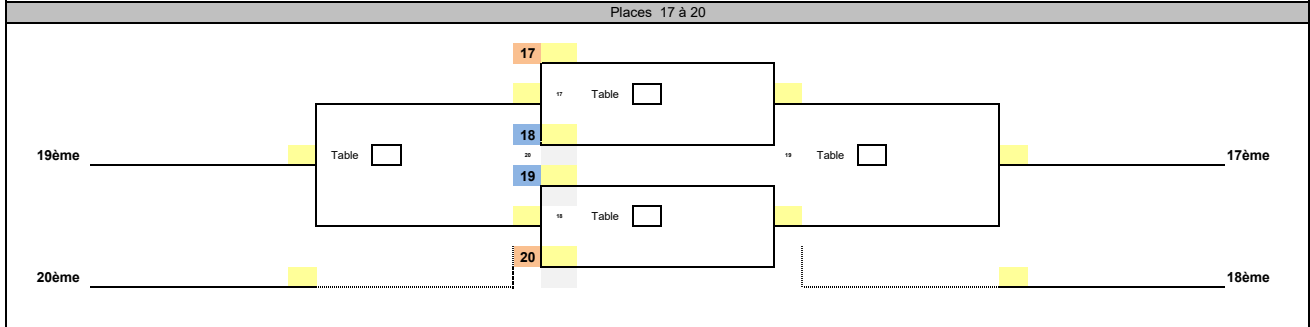 Places 17 à 20
17
17 Table
18
19ème Table 20 19 Table 17ème
19
18 Table
20
20ème 18ème